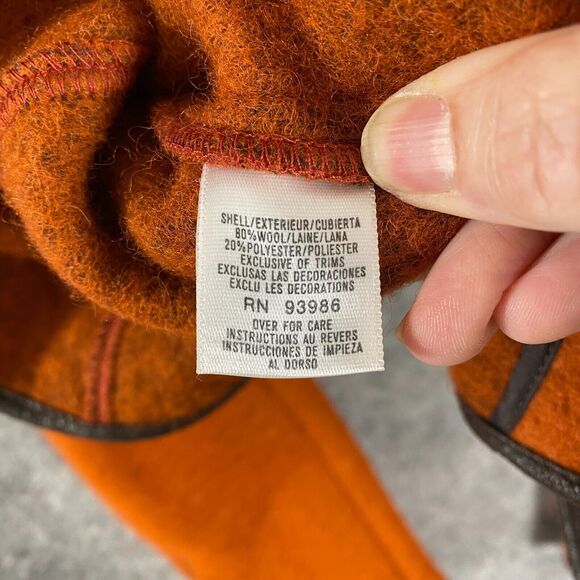 SHELL/EXTERIEUR/CUBIERTA
80%WOOL/LAINE/LANA
20%POLYESTER/POLIESTER
EXCLUSIVE OF TRIMS
EXCLUSAS LAS DECORACIONES
EXCLU LES DECORATIONS
RN 93986
OVER FOR CARE
INSTRUCTIONS AU REVERS
INSTRUCCIONES DE IMPIEZA
AL DORSO